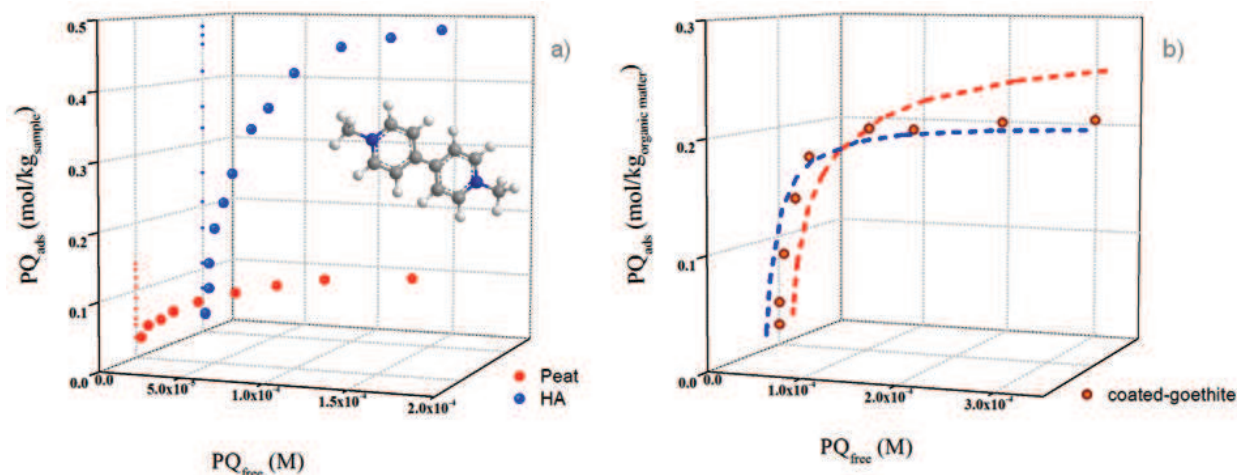 a)
PQads (mol/kgsample)
0.5
0.4
0.3
0.2
0.1
0.0
0.0
5.0x10⁻⁵
1.0x10⁻⁴
1.5x10⁻⁴
2.0x10⁻⁴
PQfree (M)
Peat
HA
b)
PQads (mol/kgorganic matter)
0.3
0.2
0.1
0.0
0.0
1.0x10⁻⁴
2.0x10⁻⁴
3.0x10⁻⁴
PQfree (M)
coated-goethite